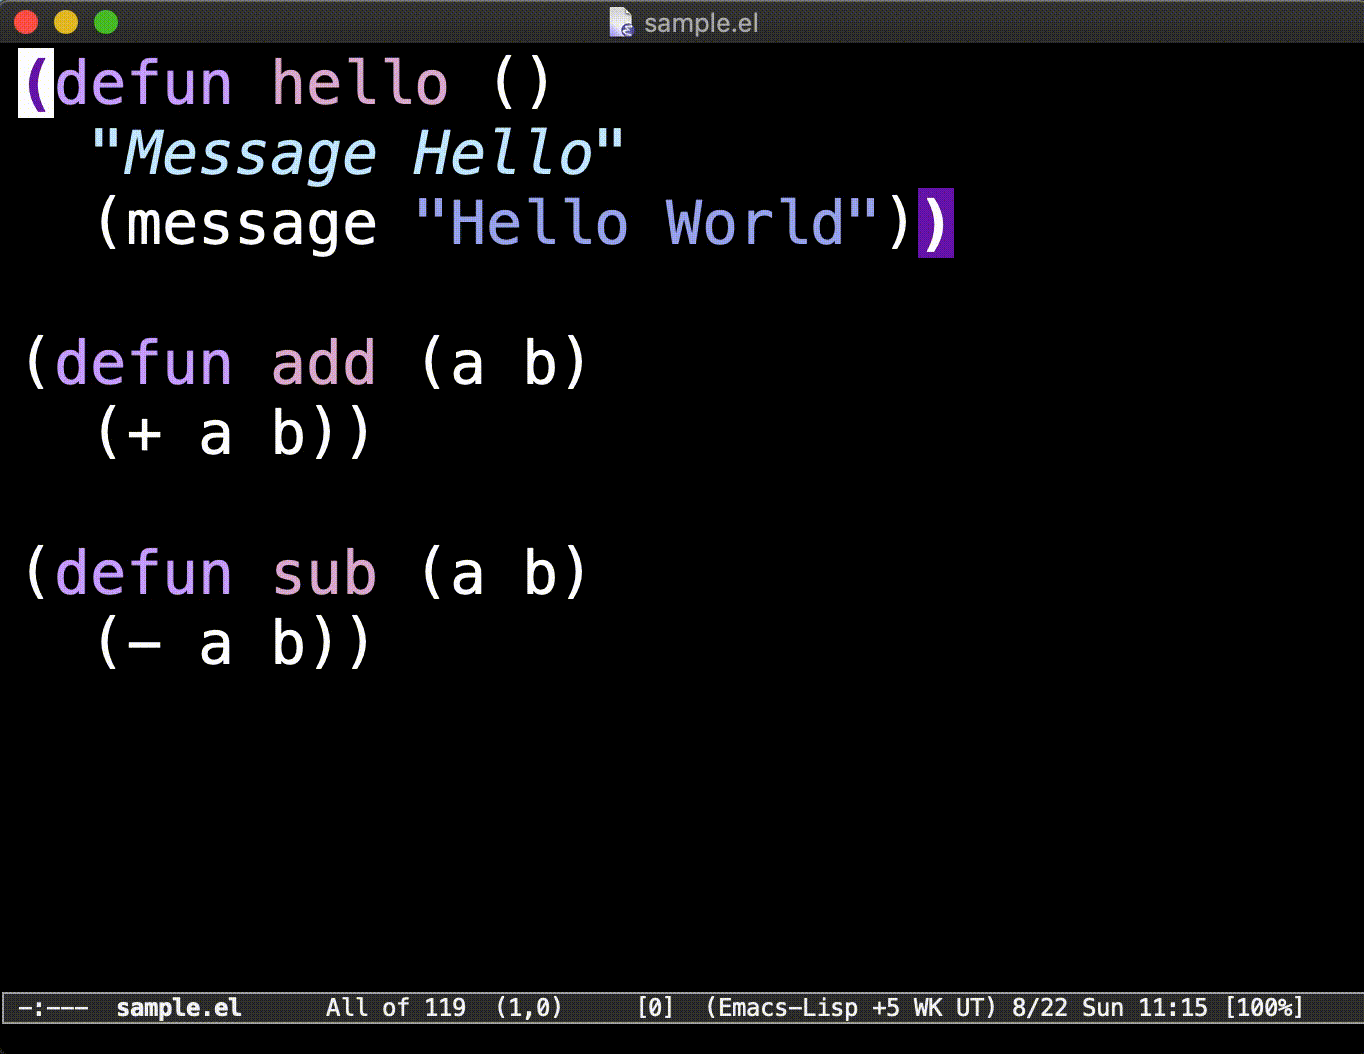 sample.el
(defun hello ()
  "Message Hello"
  (message "Hello World"))
(defun add (a b)
  (+ a b))
(defun sub (a b)
  (- a b))
-:--- sample.el All of 119 (1,0) [0] (Emacs-Lisp +5 WK UT) 8/22 Sun 11:15 [100%]